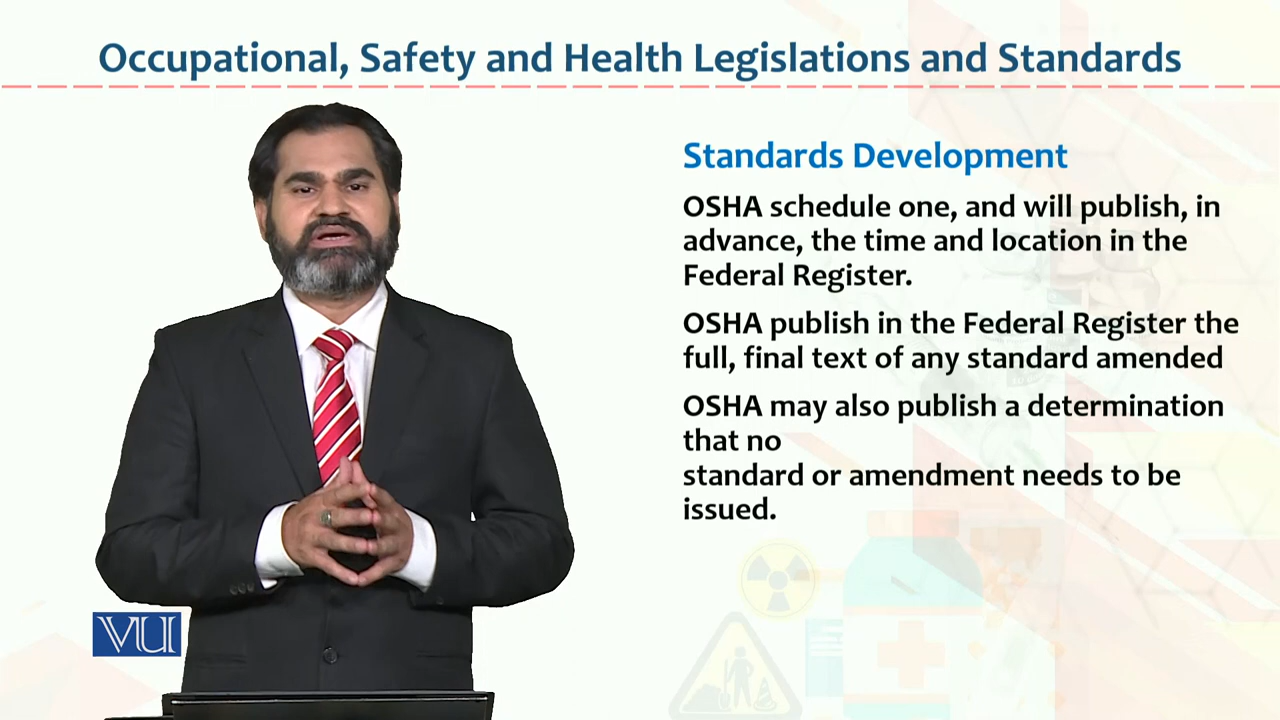 Occupational, Safety and Health Legislations and Standards
Standards Development
OSHA schedule one, and will publish, in
advance, the time and location in the
Federal Register.
OSHA publish in the Federal Register the
full, final text of any standard amended
OSHA may also publish a determination
that no
standard or amendment needs to be
issued.
VU